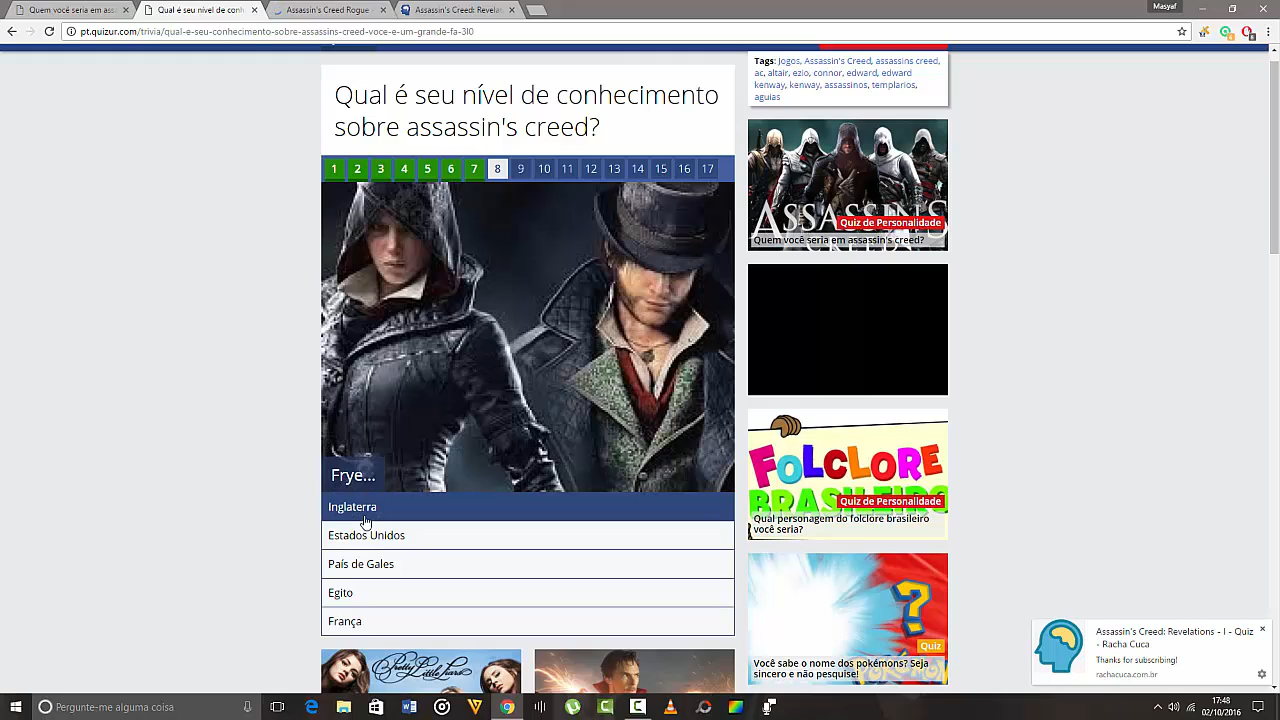 Quem você seria em ass
Qual é seu nível de conh
Assassin's Creed Rogue
Assassin's Creed: Revela
Masyaf
pt.quizur.com/trivia/qual-e-seu-conhecimento-sobre-assassins-creed-voce-e-um-grande-fa-3I0
Qual é seu nível de conhecimento
sobre assassin's creed?
1 2 3 4 5 6 7 8 9 10 11 12 13 14 15 16 17
Frye...
Inglaterra
Estados Unidos
País de Gales
Egito
França
Tags: Jogos, Assassin's Creed, assassins creed,
ac, altair, ezio, connor, edward, edward
kenway, kenway, assassinos, templarios,
aguias
ASSASSINS
Quiz de Personalidade
Quem você seria em assassin's creed?
FOLCLORE
BRASILEIRO
Quiz de Personalidade
Qual personagem do folclore brasileiro
você seria?
?
Quiz
Você sabe o nome dos pokémons? Seja
sincero e não pesquise!
Pretty Little Liars
Assassin's Creed: Revelations - I - Quiz
- Racha Cuca
Thanks for subscribing!
rachacuca.com.br
Pergunte-me alguma coisa
17:48
02/10/2016